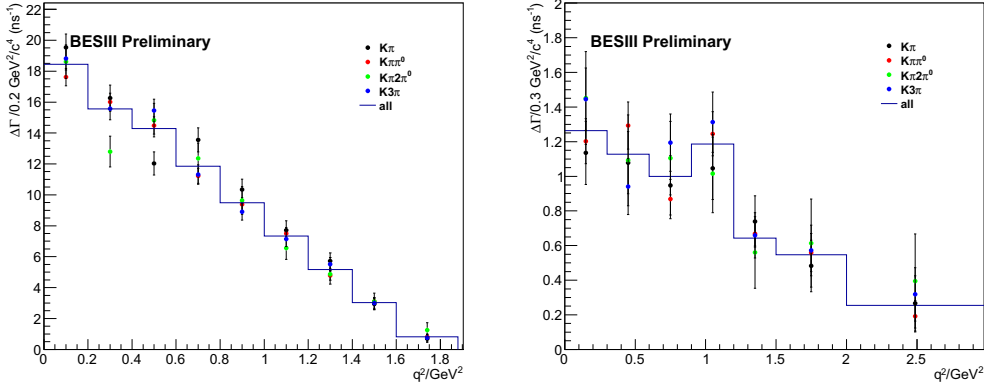 ΔΓ/0.2 GeV²/c⁴ (ns⁻¹)
22
20
18
16
14
12
10
8
6
4
2
0
BESIII Preliminary
Kπ
Kππ⁰
Kπ2π⁰
K3π
all
0 0.2 0.4 0.6 0.8 1 1.2 1.4 1.6 1.8
q²/GeV²
ΔΓ/0.3 GeV²/c⁴ (ns⁻¹)
2
1.8
1.6
1.4
1.2
1
0.8
0.6
0.4
0.2
0
BESIII Preliminary
Kπ
Kππ⁰
Kπ2π⁰
K3π
all
0 0.5 1 1.5 2 2.5
q²/GeV²